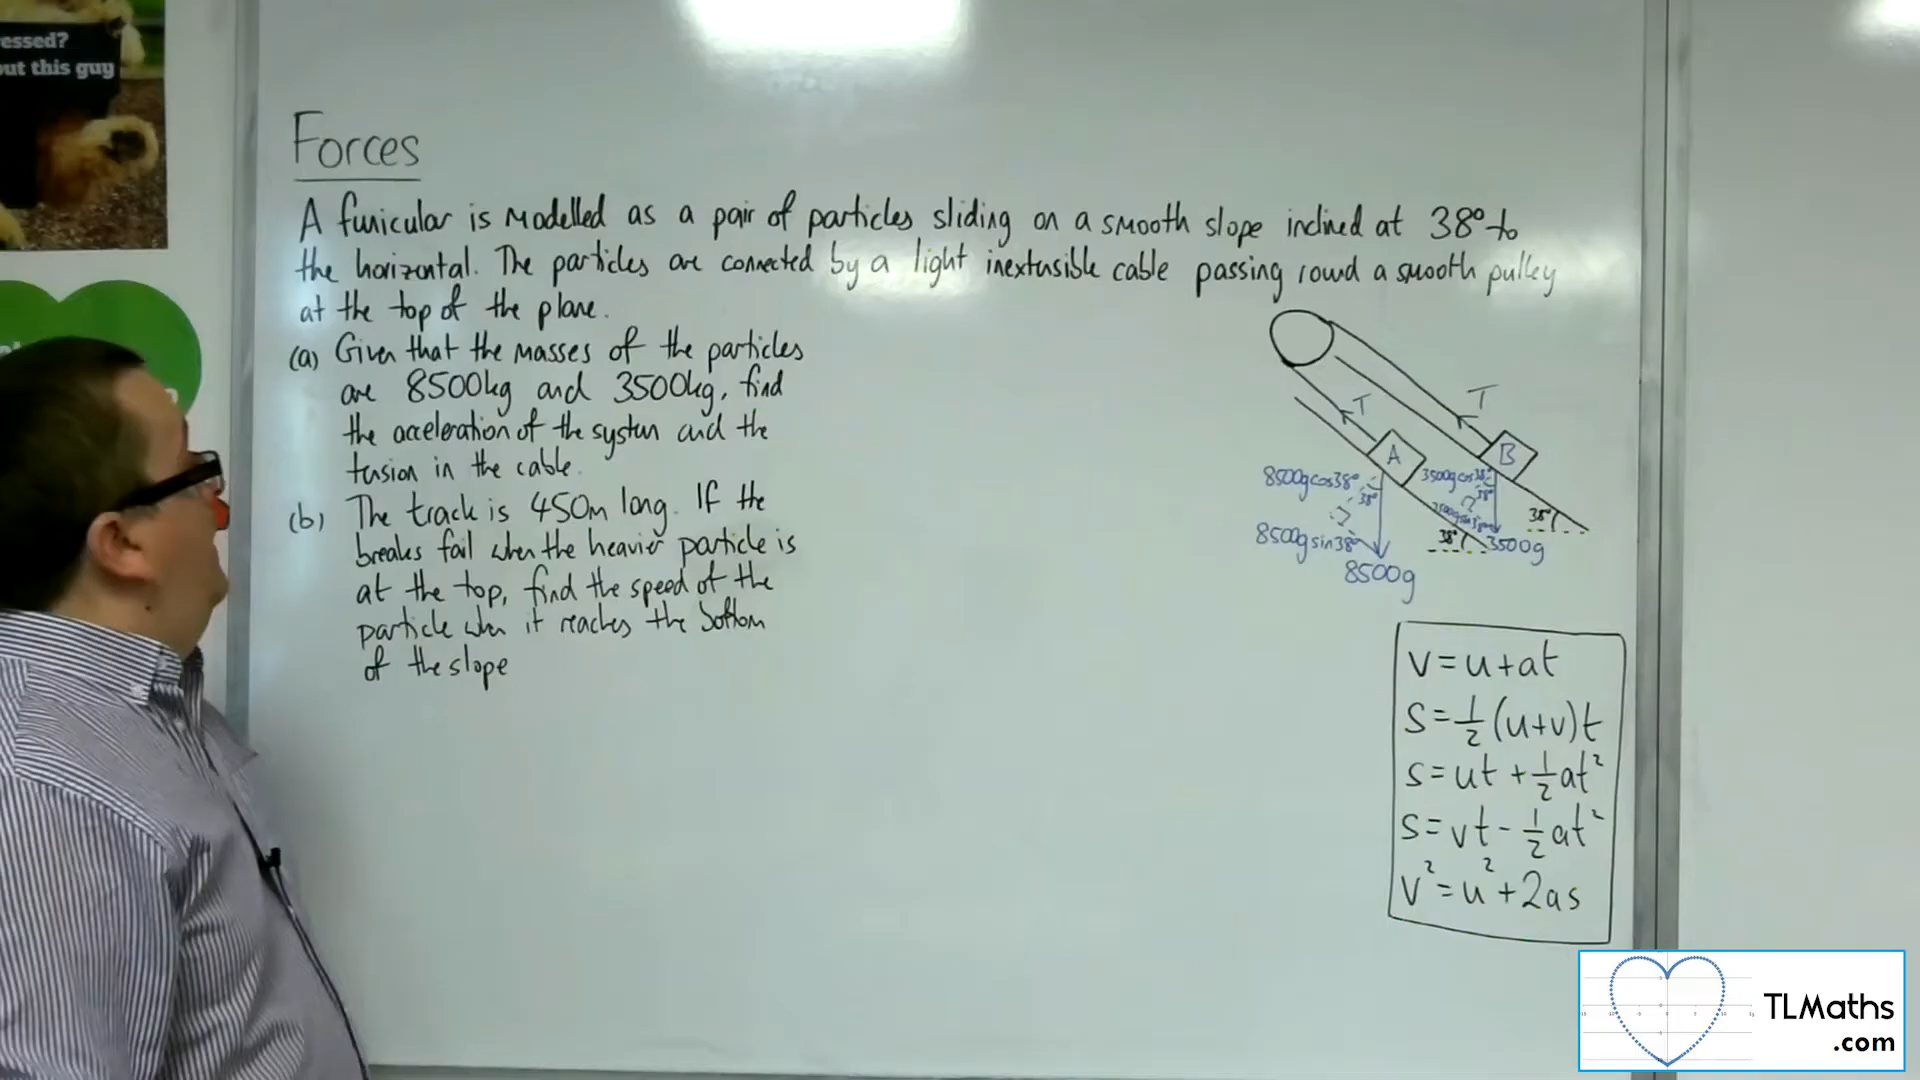 essed?
out this guy
Forces
A funicular is modelled as a pair of particles sliding on a smooth slope inclined at 38° to
the horizontal. The particles are connected by a light inextensible cable passing round a smooth pulley
at the top of the plane.
(a) Given that the masses of the particles
are 8500kg and 3500kg, find
the acceleration of the system and the
tension in the cable.
(b) The track is 450m long. If the
breaks fail when the heavier particle is
at the top, find the speed of the
particle when it reaches the bottom
of the slope
T
T
A
B
8500gcos38°
38°
3500gcos38°
38°
3500gsin38°
38°
8500gsin38°
38°
3500g
8500g
v=u+at
s=½(u+v)t
s=ut+½at²
s=vt-½at²
v²=u²+2as
TLMaths
.com